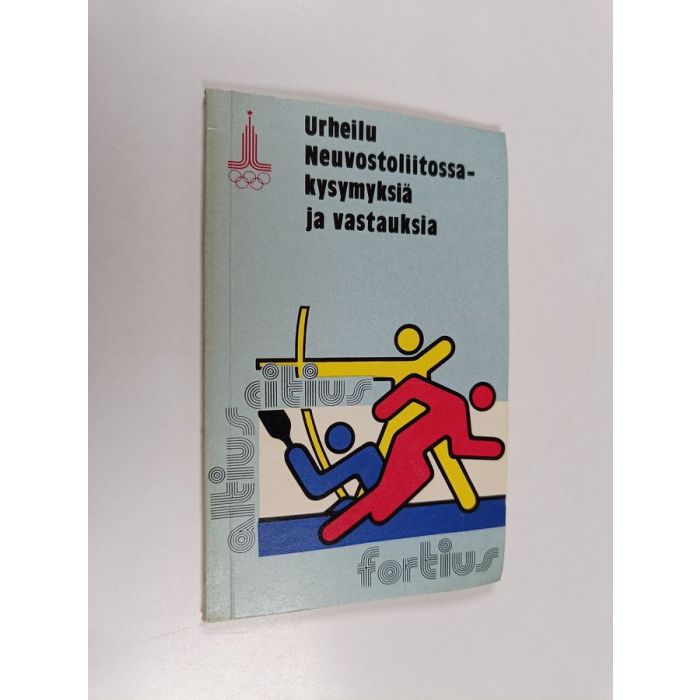 Urheilu
Neuvostoliitossa-
kysymyksiä
ja vastauksia
citius
altius
fortius